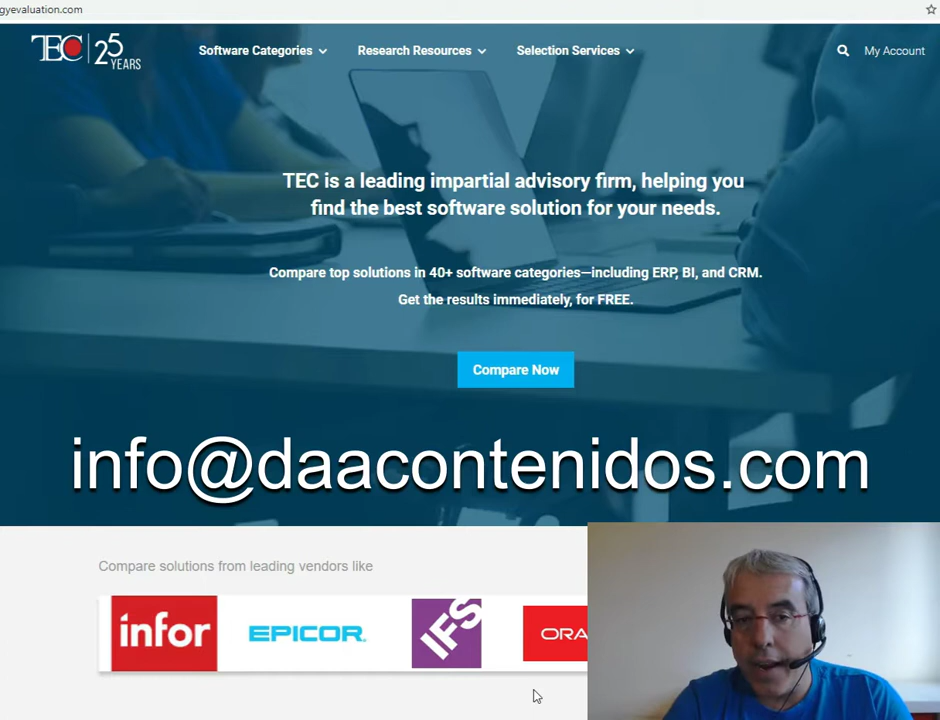 gyevaluation.com
TEC 25 YEARS
Software Categories
Research Resources
Selection Services
My Account
TEC is a leading impartial advisory firm, helping you
find the best software solution for your needs.
Compare top solutions in 40+ software categories—including ERP, BI, and CRM.
Get the results immediately, for FREE.
Compare Now
info@daacontenidos.com
Compare solutions from leading vendors like
infor
EPICOR
IFS
ORA